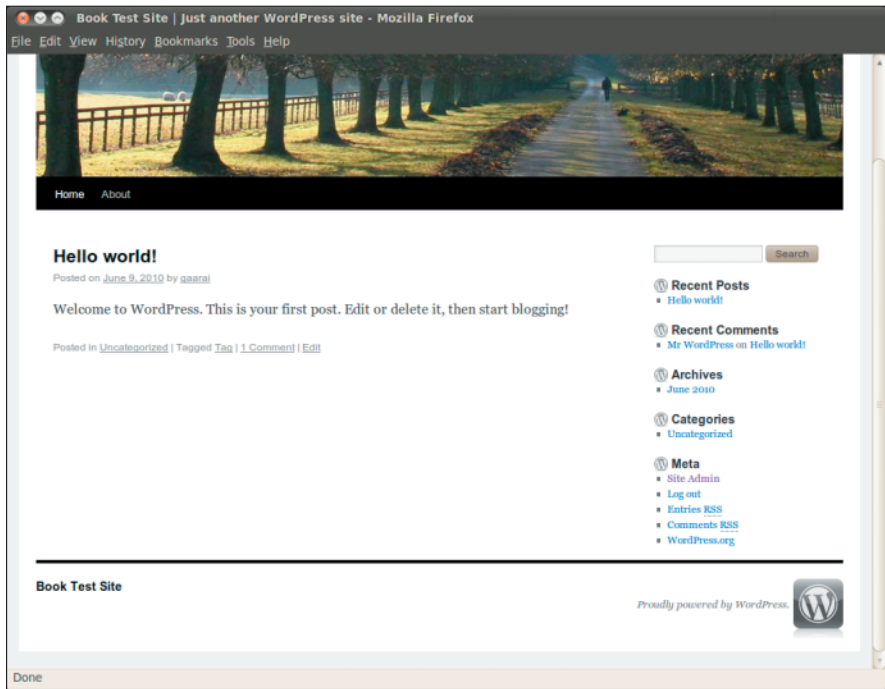 Book Test Site | Just another WordPress site - Mozilla Firefox
File Edit View History Bookmarks Tools Help
Home About
Hello world!
Posted on June 9, 2010 by gaarai
Welcome to WordPress. This is your first post. Edit or delete it, then start blogging!
Posted in Uncategorized | Tagged Tag | 1 Comment | Edit
Search
Recent Posts
Hello world!
Recent Comments
Mr WordPress on Hello world!
Archives
June 2010
Categories
Uncategorized
Meta
Site Admin
Log out
Entries RSS
Comments RSS
WordPress.org
Book Test Site
Proudly powered by WordPress.
Done